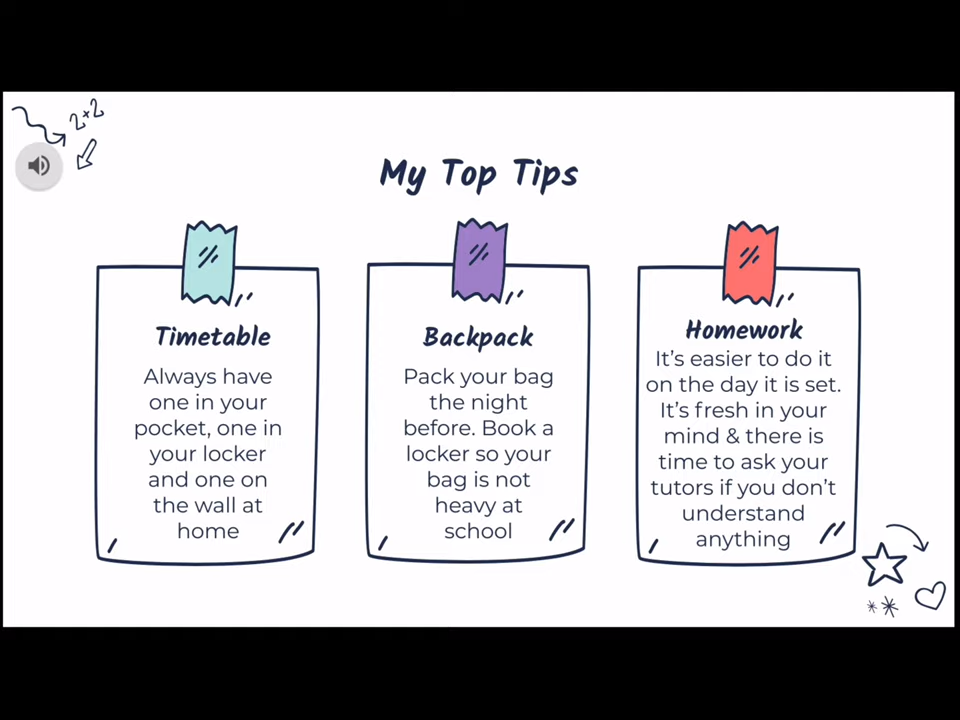 2+2
My Top Tips
Timetable
Always have
one in your
pocket, one in
your locker
and one on
the wall at
home
Backpack
Pack your bag
the night
before. Book a
locker so your
bag is not
heavy at
school
Homework
It's easier to do it
on the day it is set.
It's fresh in your
mind & there is
time to ask your
tutors if you don't
understand
anything